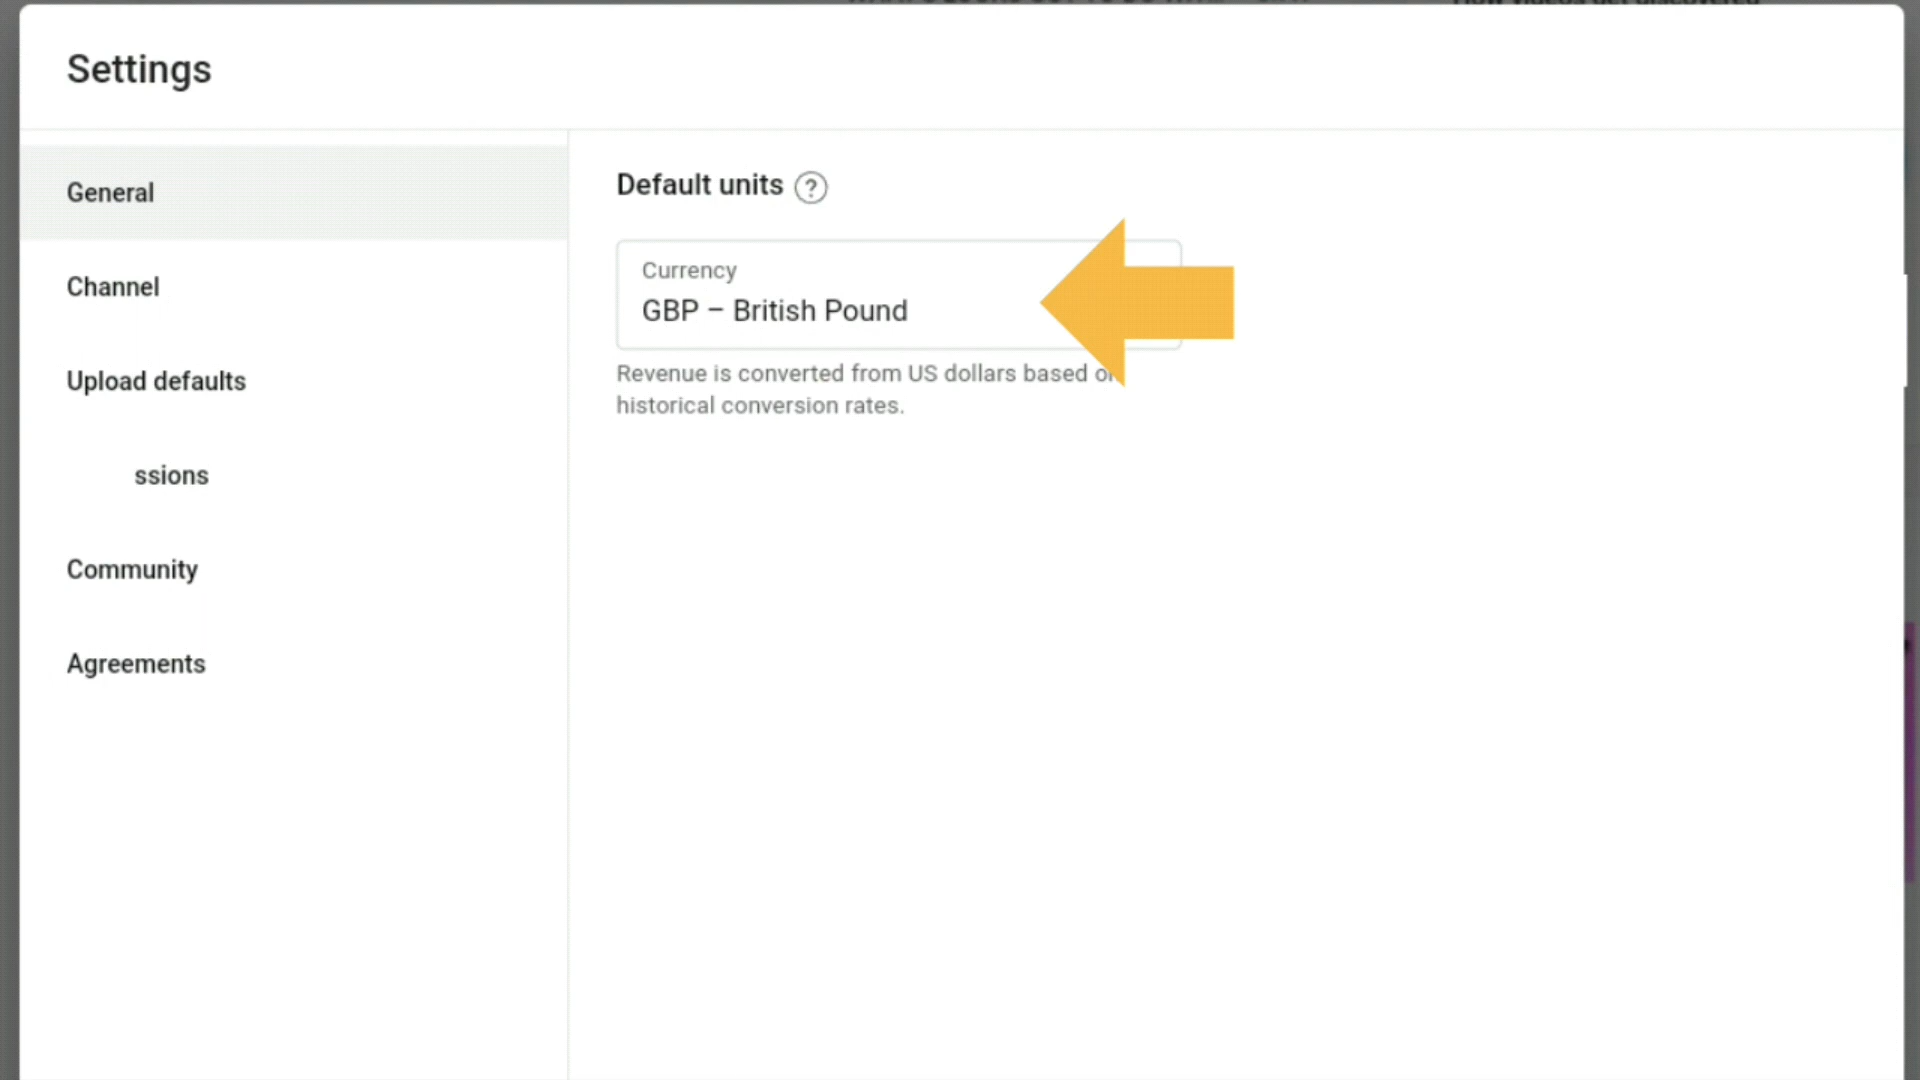 Settings
General
Channel
Upload defaults
ssions
Community
Agreements
Default units
Currency
GBP – British Pound
Revenue is converted from US dollars based
historical conversion rates.